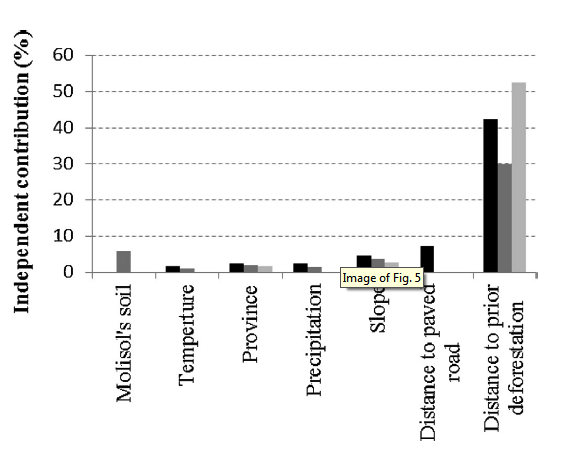 Independent contribution (%)
60
50
40
30
20
10
0
Image of Fig. 5
Molisol's soil
Temperture
Province
Precipitation
Slope
Distance to paved
road
Distance to prior
deforestation